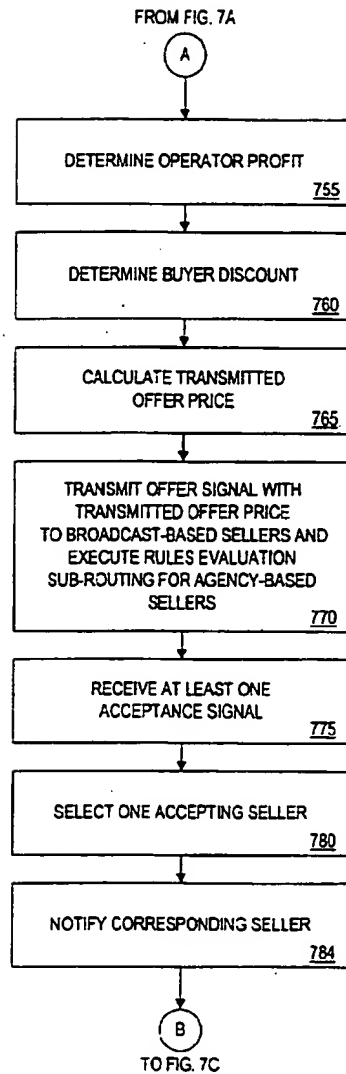 FROM FIG. 7A
A
DETERMINE OPERATOR PROFIT
755
DETERMINE BUYER DISCOUNT
760
CALCULATE TRANSMITTED
OFFER PRICE
765
TRANSMIT OFFER SIGNAL WITH
TRANSMITTED OFFER PRICE
TO BROADCAST-BASED SELLERS AND
EXECUTE RULES EVALUATION
SUB-ROUTING FOR AGENCY-BASED
SELLERS
770
RECEIVE AT LEAST ONE
ACCEPTANCE SIGNAL
775
SELECT ONE ACCEPTING SELLER
780
NOTIFY CORRESPONDING SELLER
784
B
TO FIG. 7C